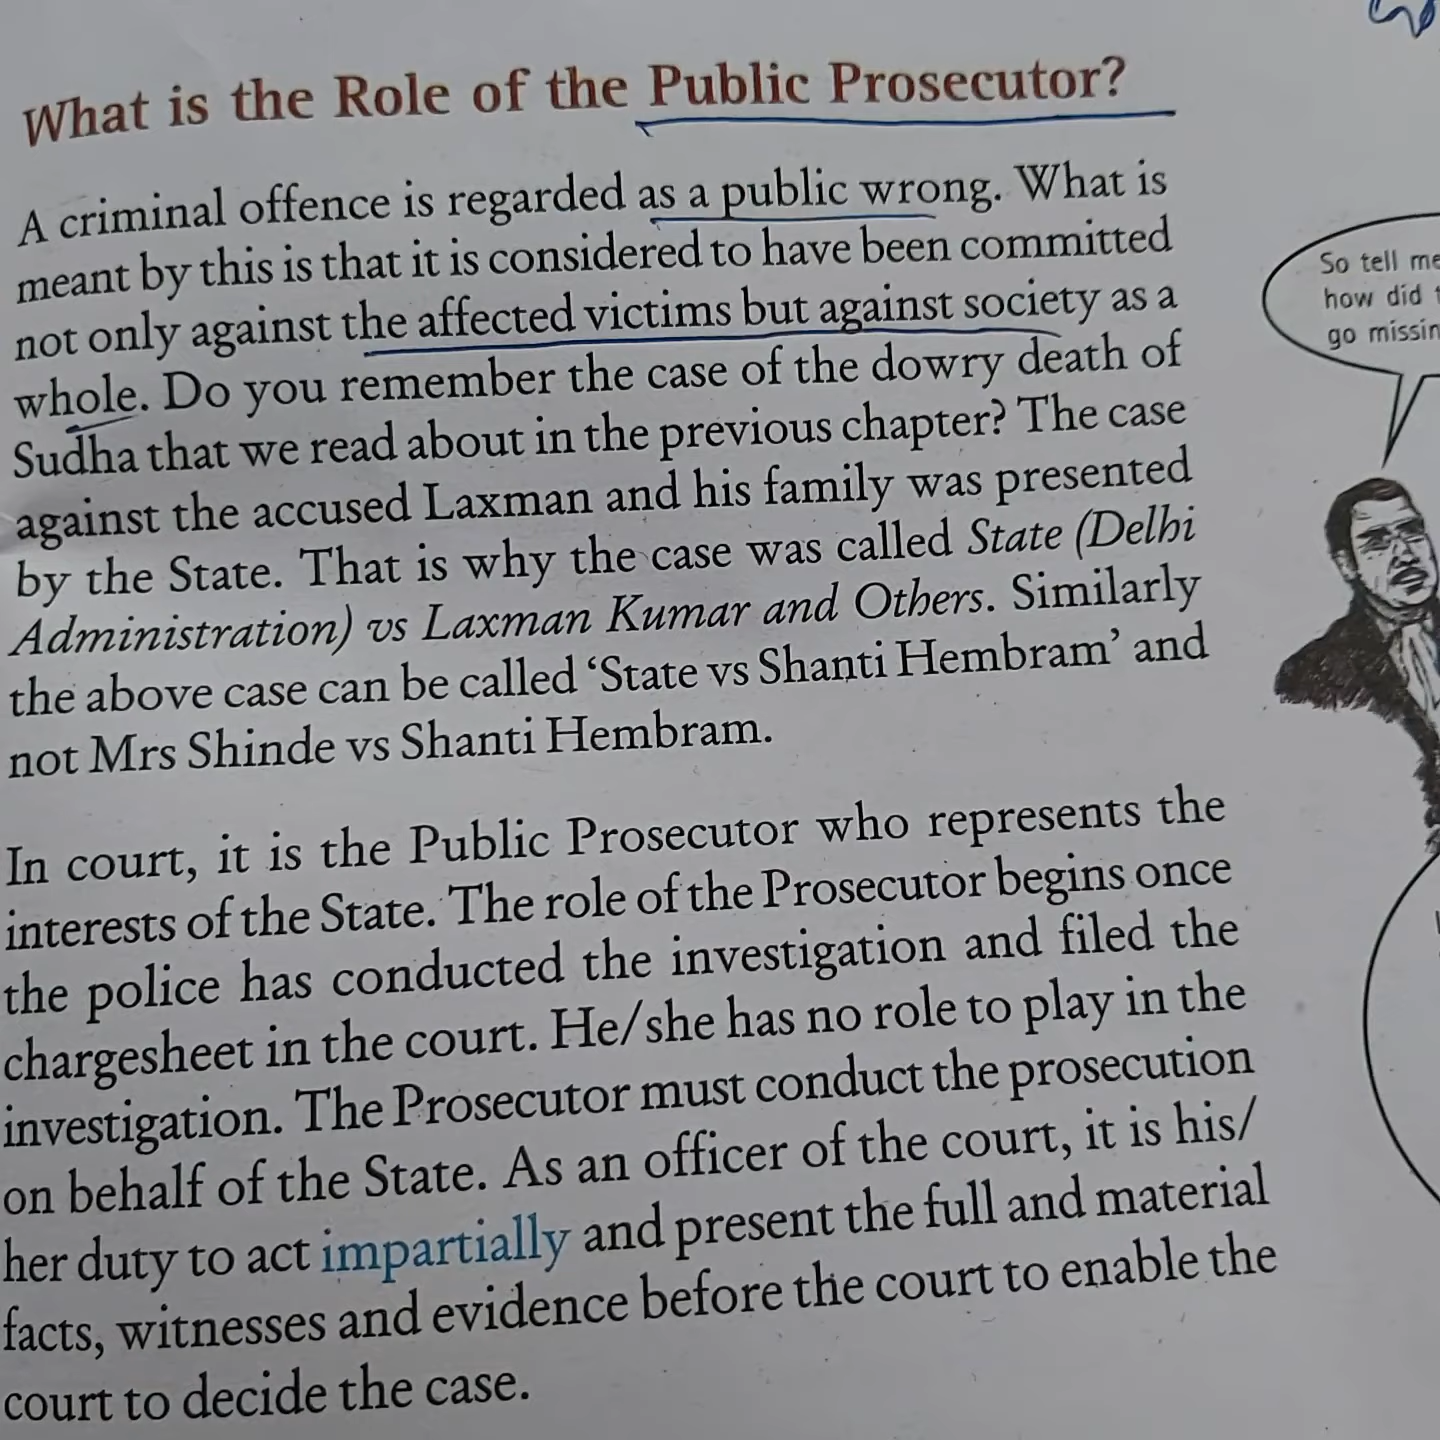 What is the Role of the Public Prosecutor?
A criminal offence is regarded as a public wrong. What is
meant by this is that it is considered to have been committed
not only against the affected victims but against society as a
whole. Do you remember the case of the dowry death of
Sudha that we read about in the previous chapter? The case
against the accused Laxman and his family was presented
by the State. That is why the case was called State (Delhi
Administration) vs Laxman Kumar and Others. Similarly
the above case can be called ‘State vs Shanti Hembram’ and
not Mrs Shinde vs Shanti Hembram.
In court, it is the Public Prosecutor who represents the
interests of the State. The role of the Prosecutor begins once
the police has conducted the investigation and filed the
chargesheet in the court. He/she has no role to play in the
investigation. The Prosecutor must conduct the prosecution
on behalf of the State. As an officer of the court, it is his/
her duty to act impartially and present the full and material
facts, witnesses and evidence before the court to enable the
court to decide the case.
So tell me
how did
go missin